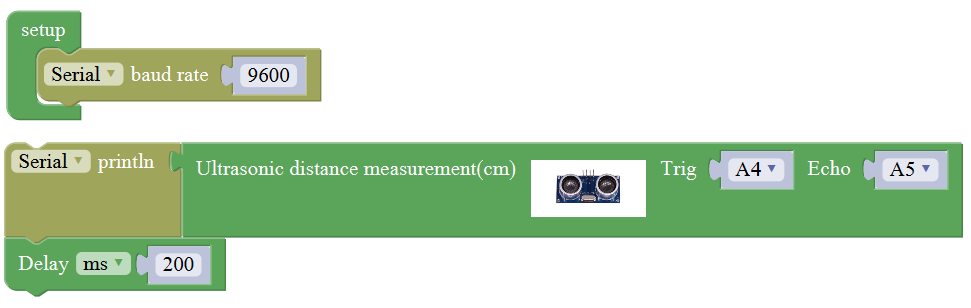 setup
Serial baud rate 9600
Serial println Ultrasonic distance measurement(cm) Trig A4 Echo A5
Delay ms 200